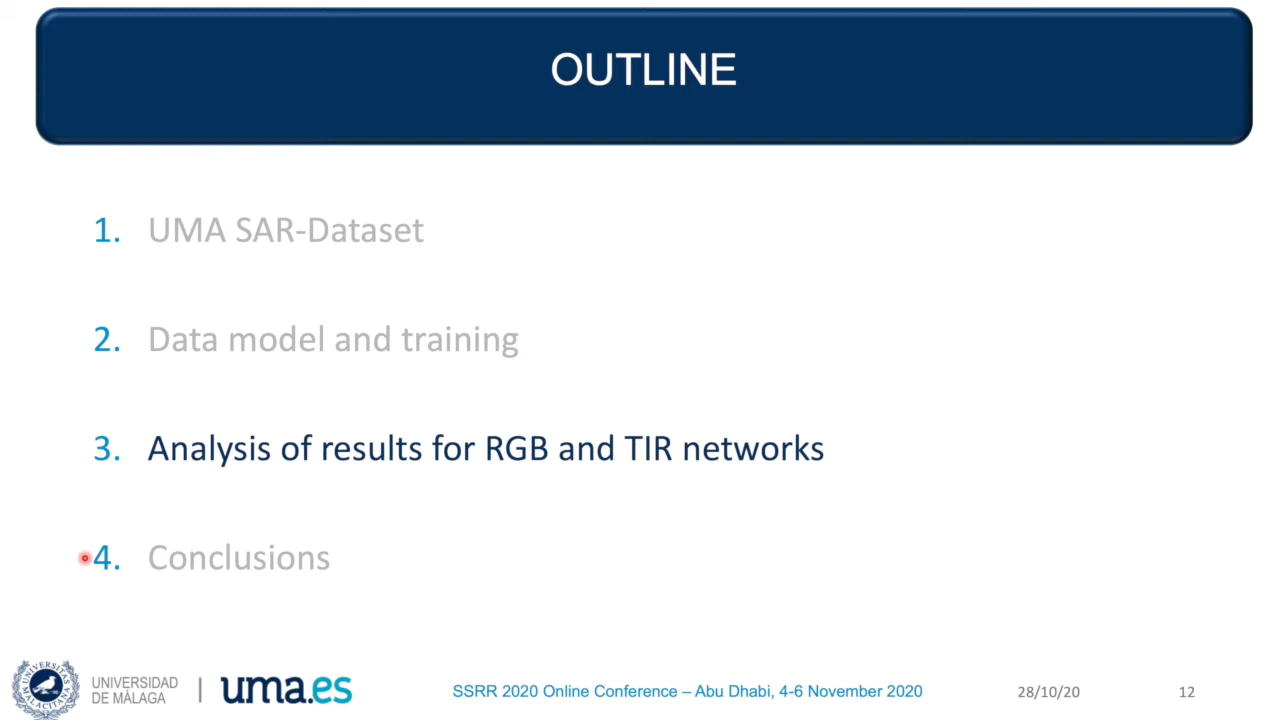 OUTLINE
1. UMA SAR-Dataset
2. Data model and training
3. Analysis of results for RGB and TIR networks
4. Conclusions
UNIVERSIDAD
DE MÁLAGA
uma.es
SSRR 2020 Online Conference – Abu Dhabi, 4-6 November 2020
28/10/20
12